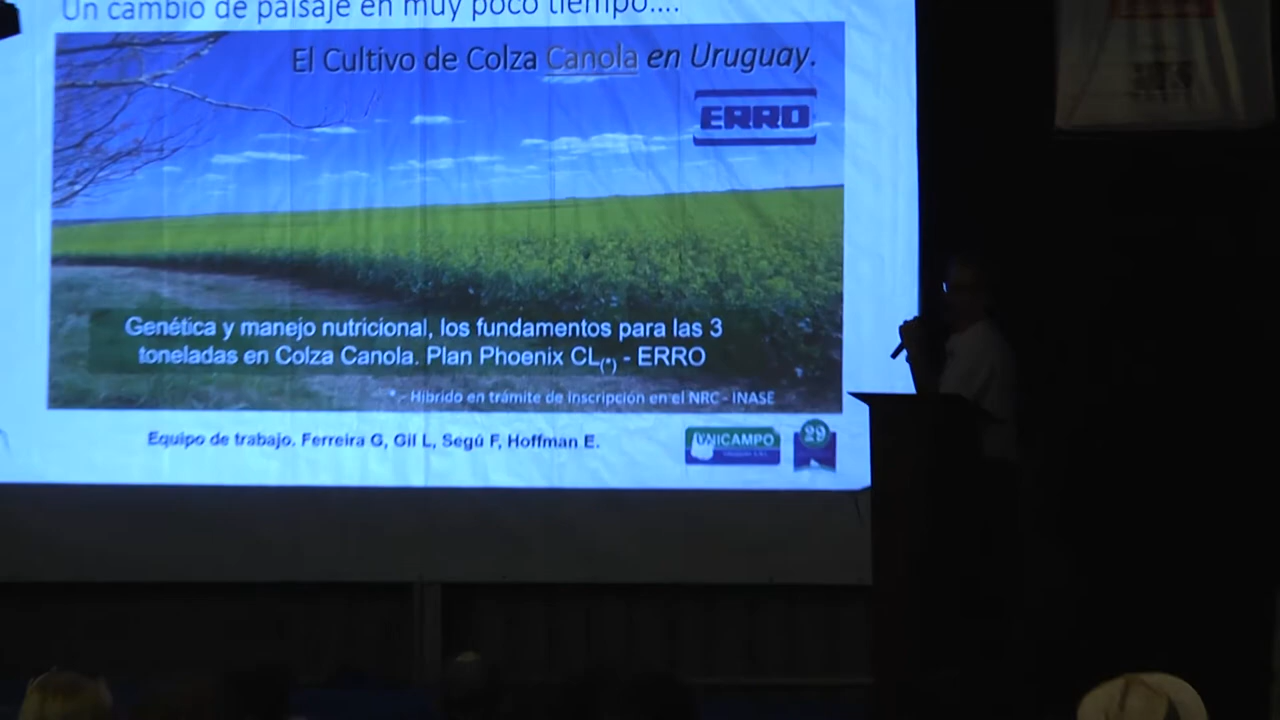 Un cambio de paisaje en muy poco tiempo....
El Cultivo de Colza Canola en Uruguay.
ERRO
Genética y manejo nutricional, los fundamentos para las 3
toneladas en Colza Canola. Plan Phoenix CL(*) - ERRO
* - Híbrido en trámite de inscripción en el NRC - INASE
Equipo de trabajo. Ferreira G, Gil L, Segú F, Hoffman E.
UNICAMPO
29